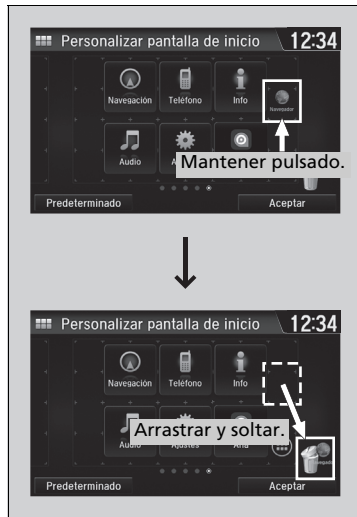 Personalizar pantalla de inicio 12:34
Navegación Teléfono Info Navegador
Audio
Mantener pulsado.
Predeterminado Aceptar
Personalizar pantalla de inicio 12:34
Navegación Teléfono Info
Arrastrar y soltar.
Audio Ajustes Aha
Predeterminado Aceptar